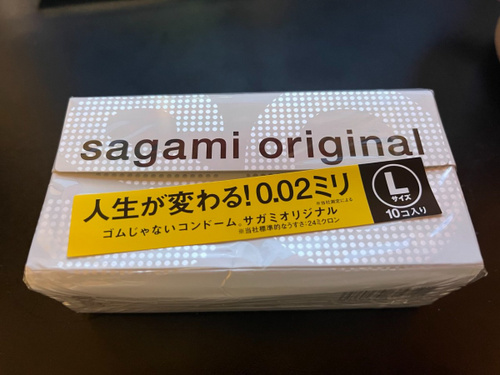 sagami original
人生が変わる!0.02ミリ
※当社測定による
ゴムじゃないコンドーム。サガミオリジナル
※当社標準的なうすさ:24ミクロン
L
サイズ
10コ入り